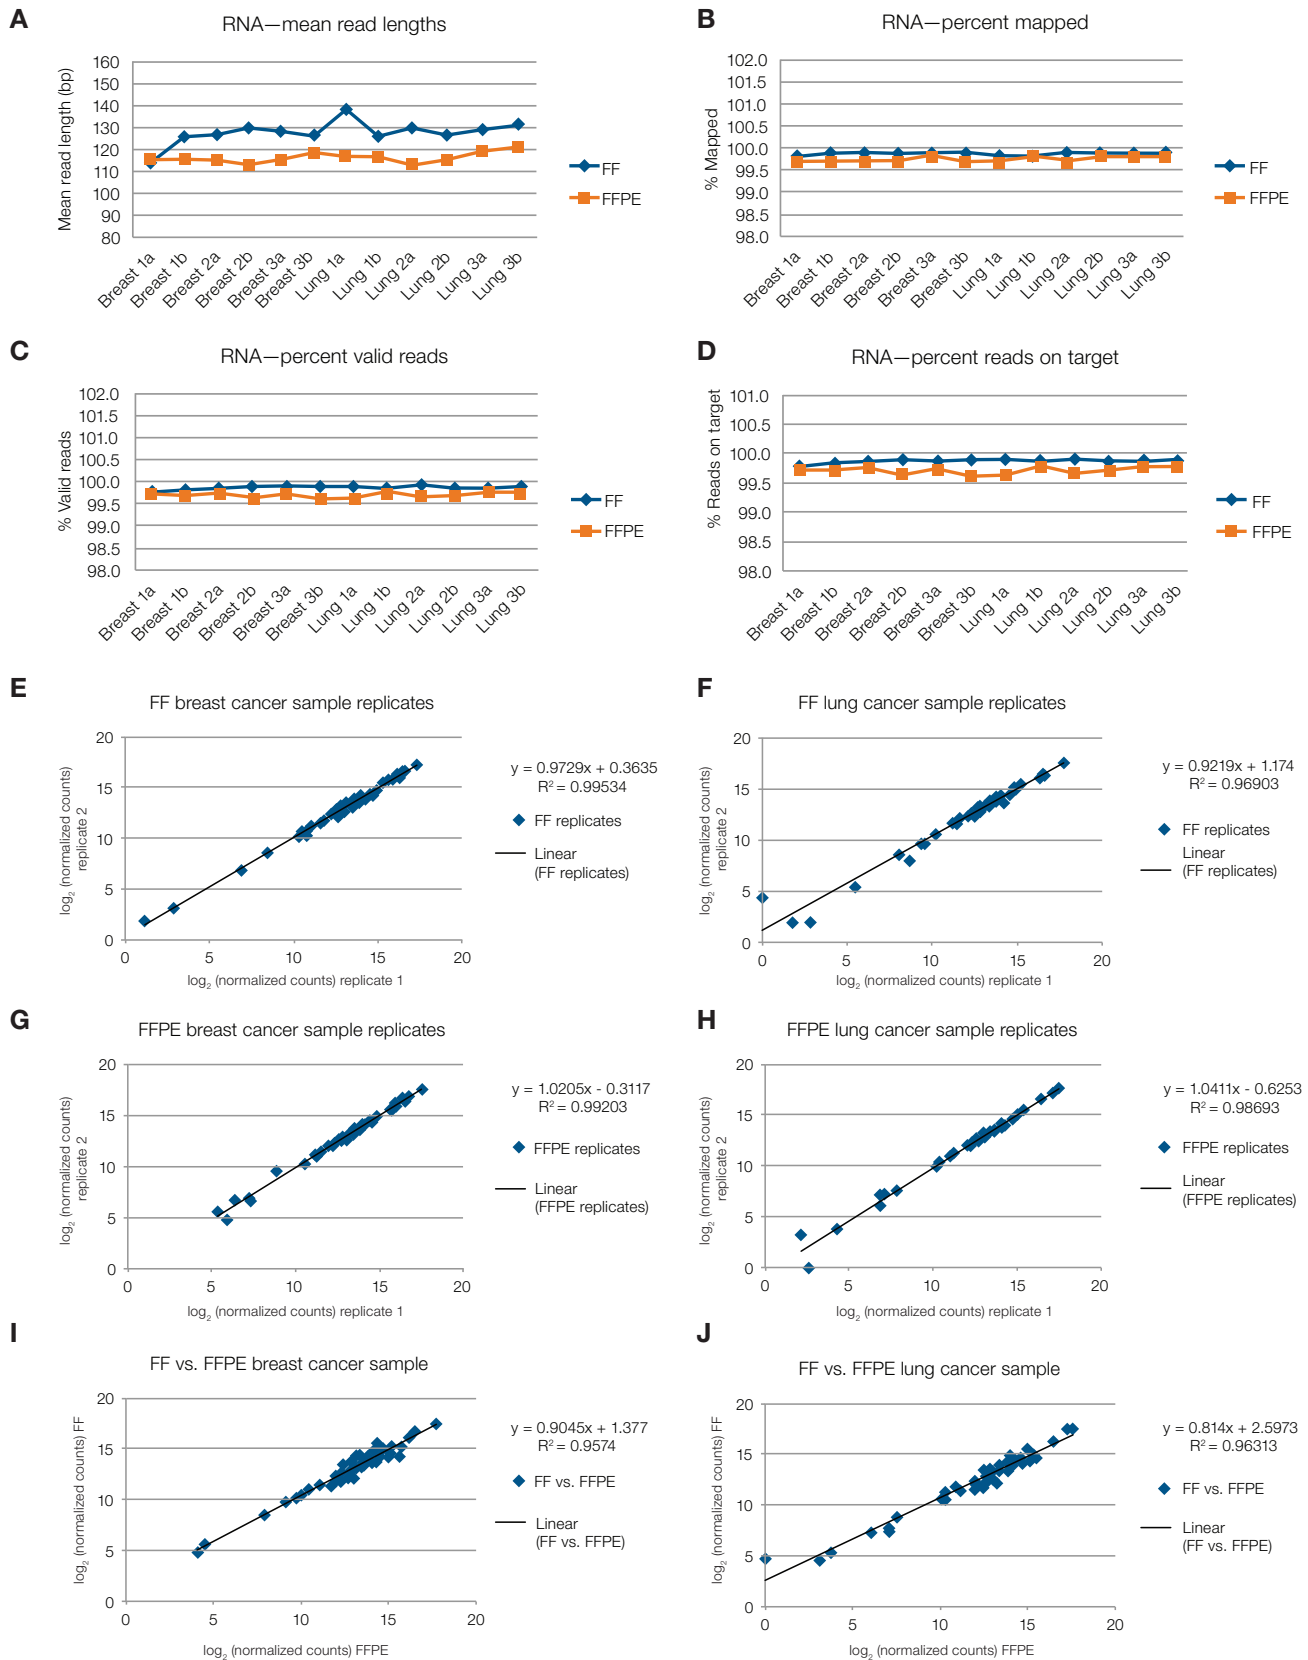 A
RNA—mean read lengths
Mean read length (bp)
160
150
140
130
120
110
100
90
80
Breast 1a
Breast 1b
Breast 2a
Breast 2b
Breast 3a
Breast 3b
Lung 1a
Lung 1b
Lung 2a
Lung 2b
Lung 3a
Lung 3b
FF
FFPE
B
RNA—percent mapped
% Mapped
102.0
101.5
101.0
100.5
100.0
99.5
99.0
98.5
98.0
Breast 1a
Breast 1b
Breast 2a
Breast 2b
Breast 3a
Breast 3b
Lung 1a
Lung 1b
Lung 2a
Lung 2b
Lung 3a
Lung 3b
FF
FFPE
C
RNA—percent valid reads
% Valid reads
102.0
101.5
101.0
100.5
100.0
99.5
99.0
98.5
98.0
Breast 1a
Breast 1b
Breast 2a
Breast 2b
Breast 3a
Breast 3b
Lung 1a
Lung 1b
Lung 2a
Lung 2b
Lung 3a
Lung 3b
FF
FFPE
D
RNA—percent reads on target
% Reads on target
101.0
100.5
100.0
99.5
99.0
98.5
98.0
Breast 1a
Breast 1b
Breast 2a
Breast 2b
Breast 3a
Breast 3b
Lung 1a
Lung 1b
Lung 2a
Lung 2b
Lung 3a
Lung 3b
FF
FFPE
E
FF breast cancer sample replicates
log₂ (normalized counts)
replicate 2
20
15
10
5
0
0 5 10 15 20
log₂ (normalized counts) replicate 1
y = 0.9729x + 0.3635
R² = 0.99534
FF replicates
Linear
(FF replicates)
F
FF lung cancer sample replicates
log₂ (normalized counts)
replicate 2
20
15
10
5
0
0 5 10 15 20
log₂ (normalized counts) replicate 1
y = 0.9219x + 1.174
R² = 0.96903
FF replicates
Linear
(FF replicates)
G
FFPE breast cancer sample replicates
log₂ (normalized counts)
replicate 2
20
15
10
5
0
0 5 10 15 20
log₂ (normalized counts) replicate 1
y = 1.0205x - 0.3117
R² = 0.99203
FFPE replicates
Linear
(FFPE replicates)
H
FFPE lung cancer sample replicates
log₂ (normalized counts)
replicate 2
20
15
10
5
0
0 5 10 15 20
log₂ (normalized counts) replicate 1
y = 1.0411x - 0.6253
R² = 0.98693
FFPE replicates
Linear
(FFPE replicates)
I
FF vs. FFPE breast cancer sample
log₂ (normalized counts) FF
20
15
10
5
0
0 5 10 15 20
log₂ (normalized counts) FFPE
y = 0.9045x + 1.377
R² = 0.9574
FF vs. FFPE
Linear
(FF vs. FFPE)
J
FF vs. FFPE lung cancer sample
log₂ (normalized counts) FF
20
15
10
5
0
0 5 10 15 20
log₂ (normalized counts) FFPE
y = 0.814x + 2.5973
R² = 0.96313
FF vs. FFPE
Linear
(FF vs. FFPE)